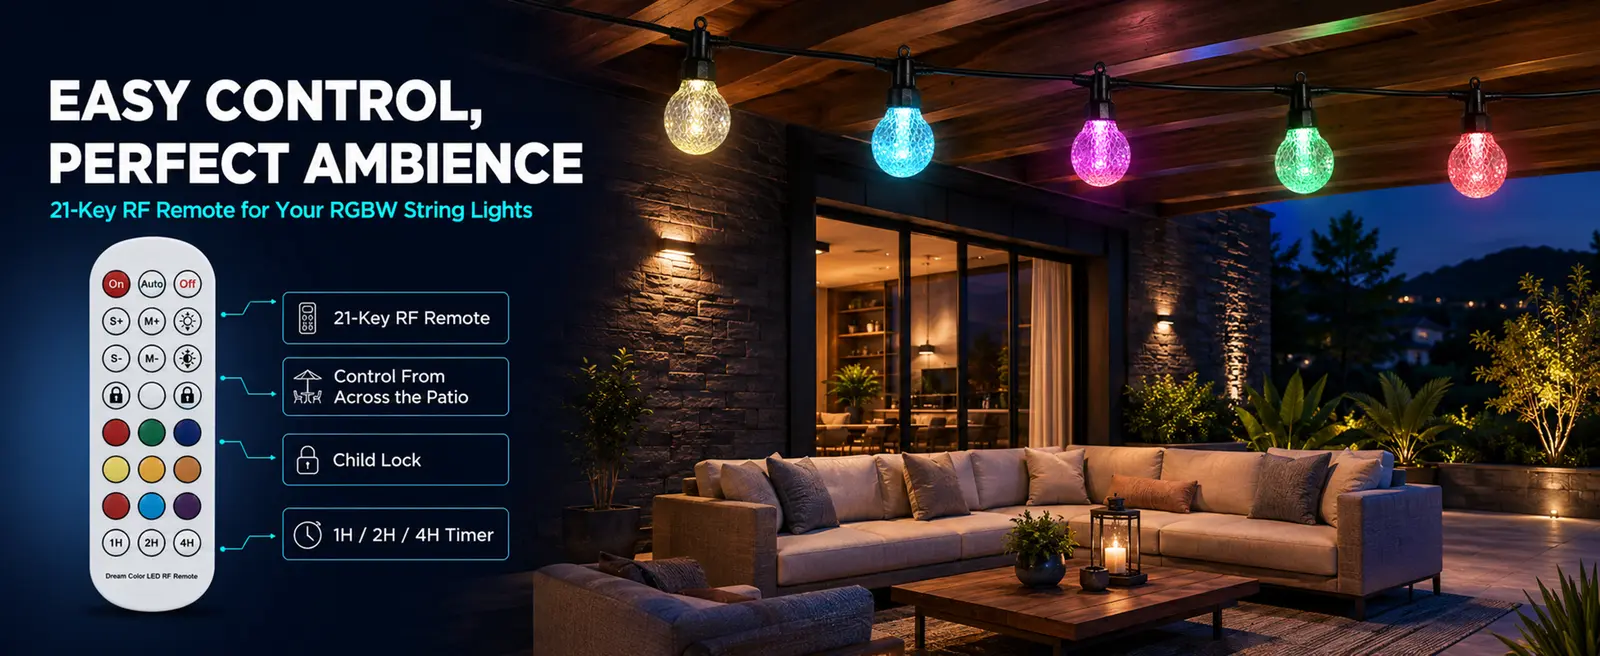 EASY CONTROL,
PERFECT AMBIENCE
21-Key RF Remote for Your RGBW String Lights
On Auto Off
S+ M+
S- M-
1H 2H 4H
Dream Color LED RF Remote
21-Key RF Remote
Control From
Across the Patio
Child Lock
1H / 2H / 4H Timer